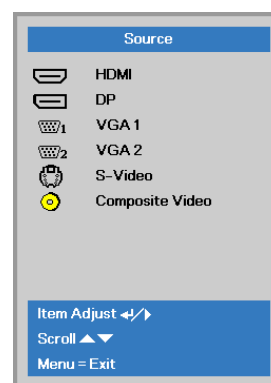 Source
HDMI
DP
1 VGA 1
2 VGA 2
S-Video
Composite Video
Item Adjust ↵/▶
Scroll ▲▼
Menu = Exit